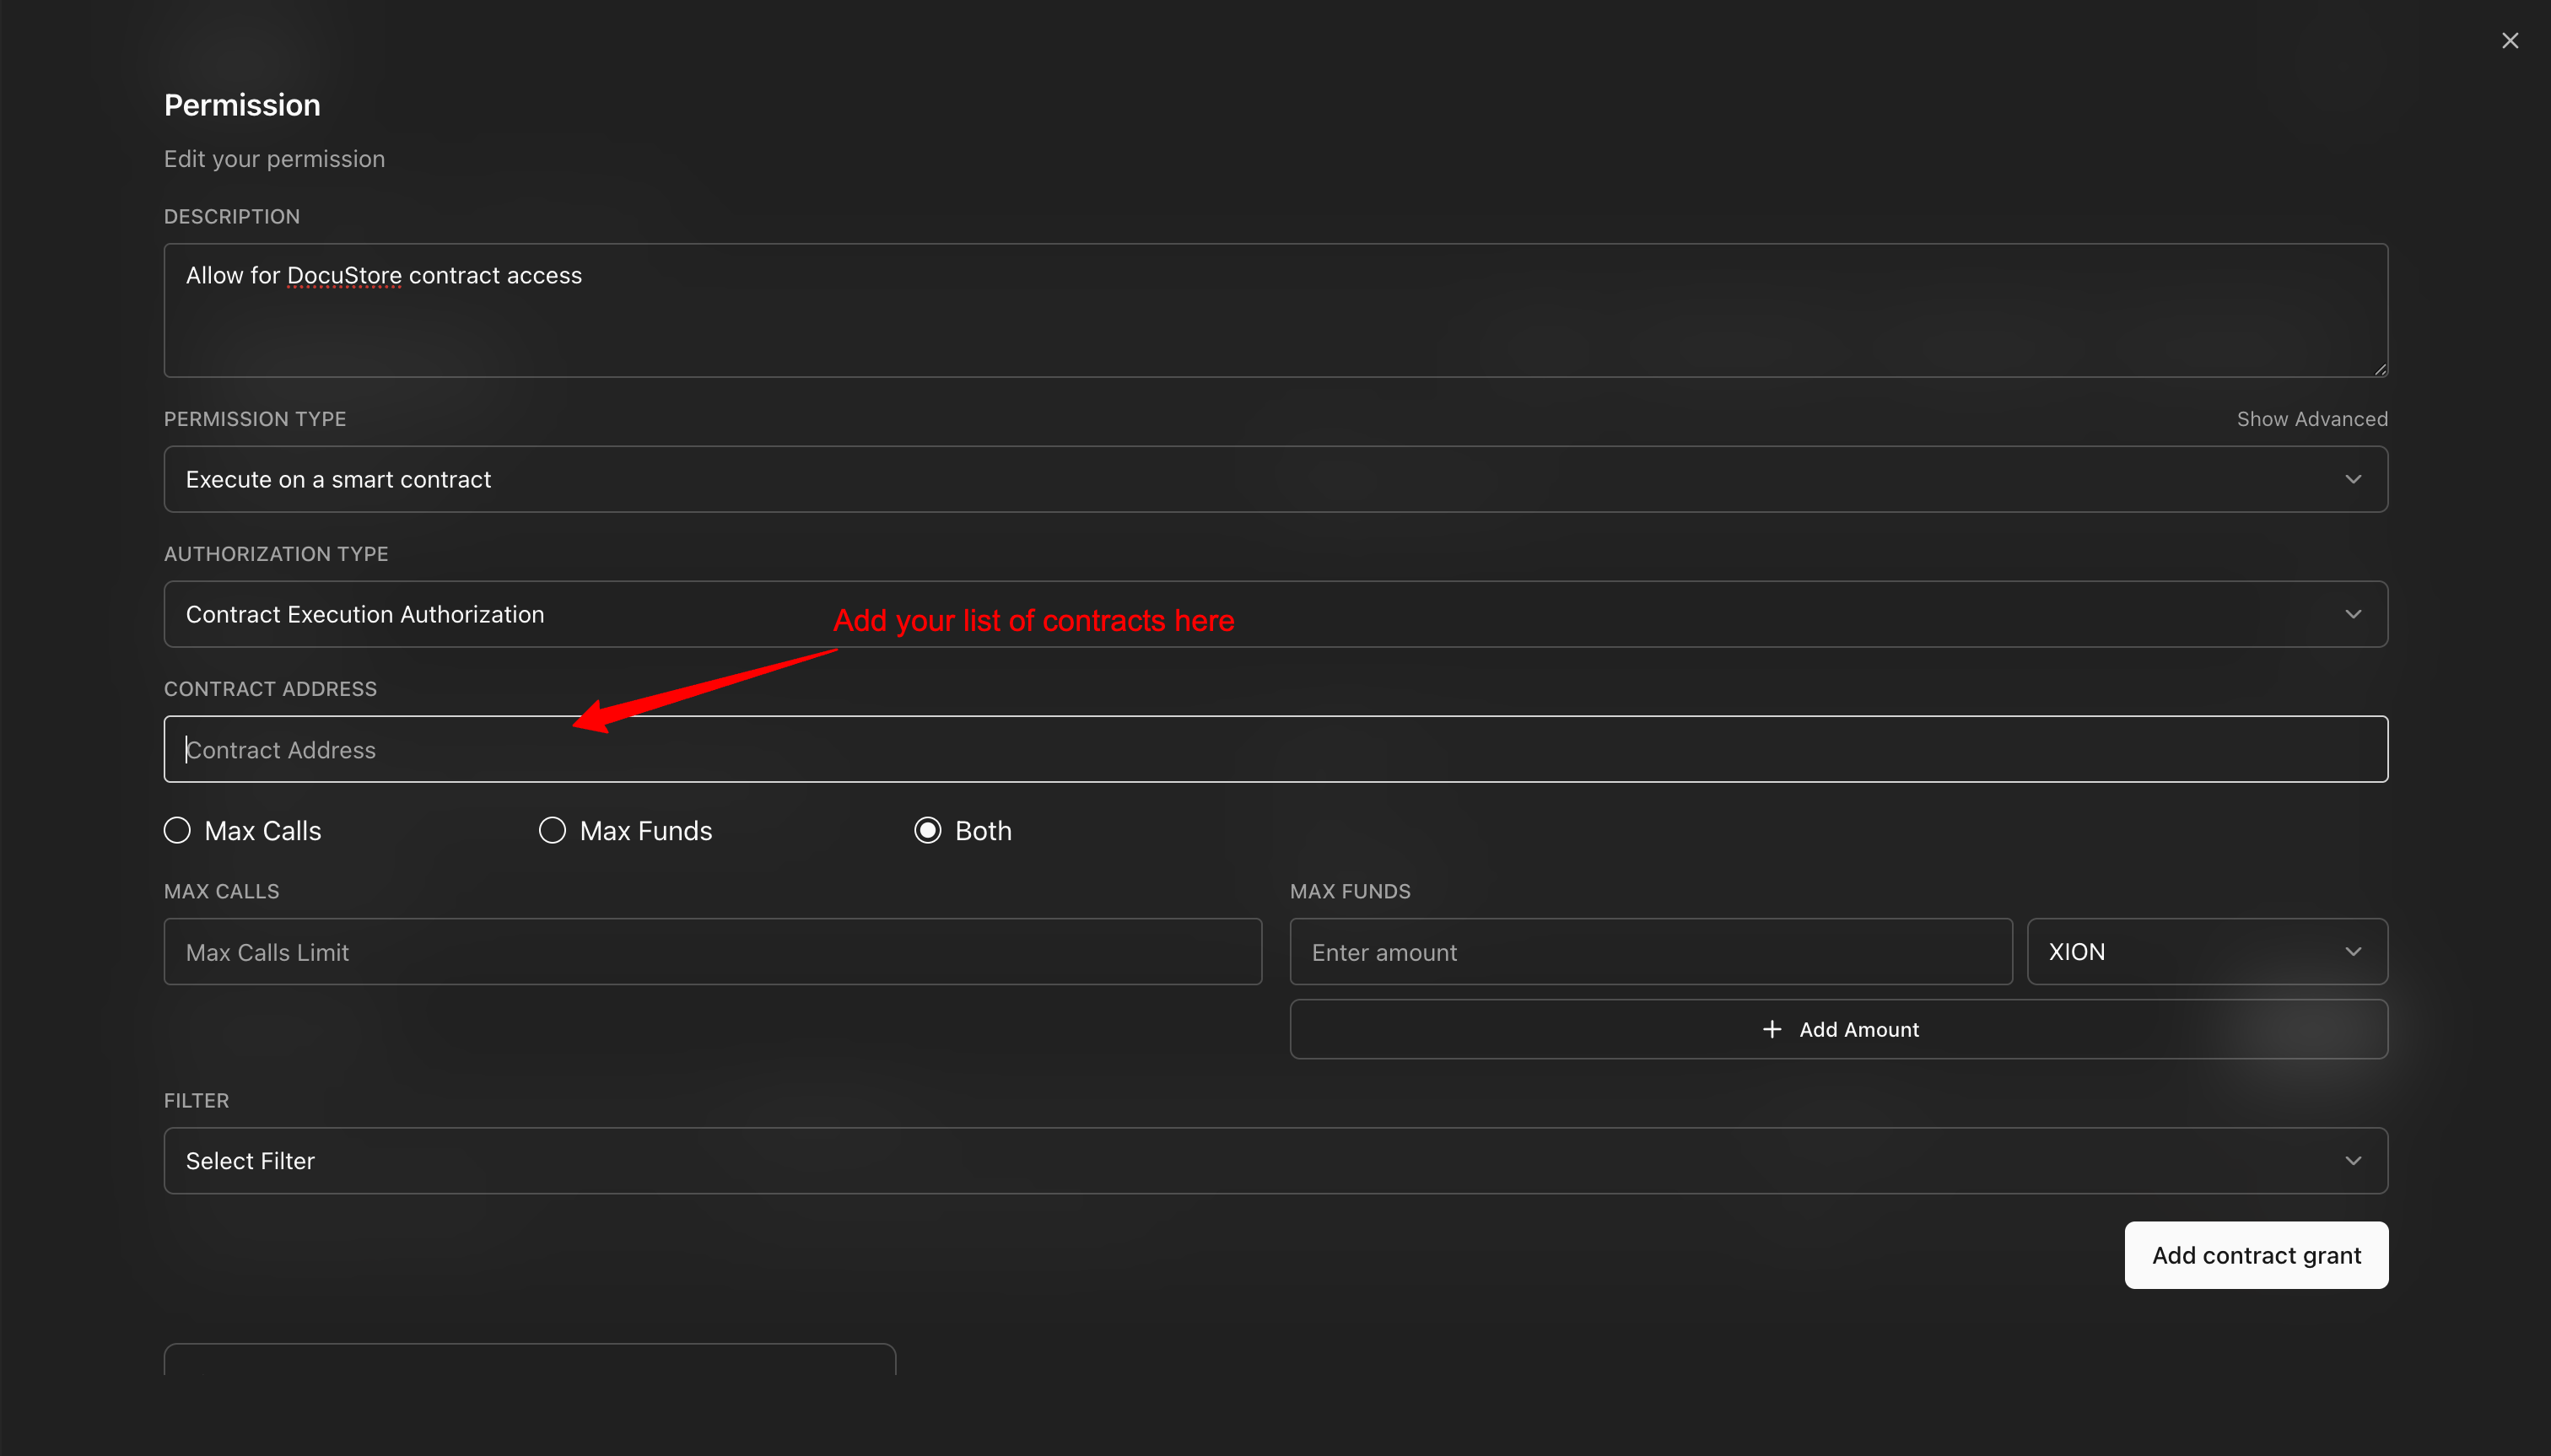 Permission
Edit your permission
DESCRIPTION
Allow for DocuStore contract access
PERMISSION TYPE
Show Advanced
Execute on a smart contract
AUTHORIZATION TYPE
Contract Execution Authorization
Add your list of contracts here
CONTRACT ADDRESS
Contract Address
Max Calls
Max Funds
Both
MAX CALLS
MAX FUNDS
Max Calls Limit
Enter amount
XION
Add Amount
FILTER
Select Filter
Add contract grant